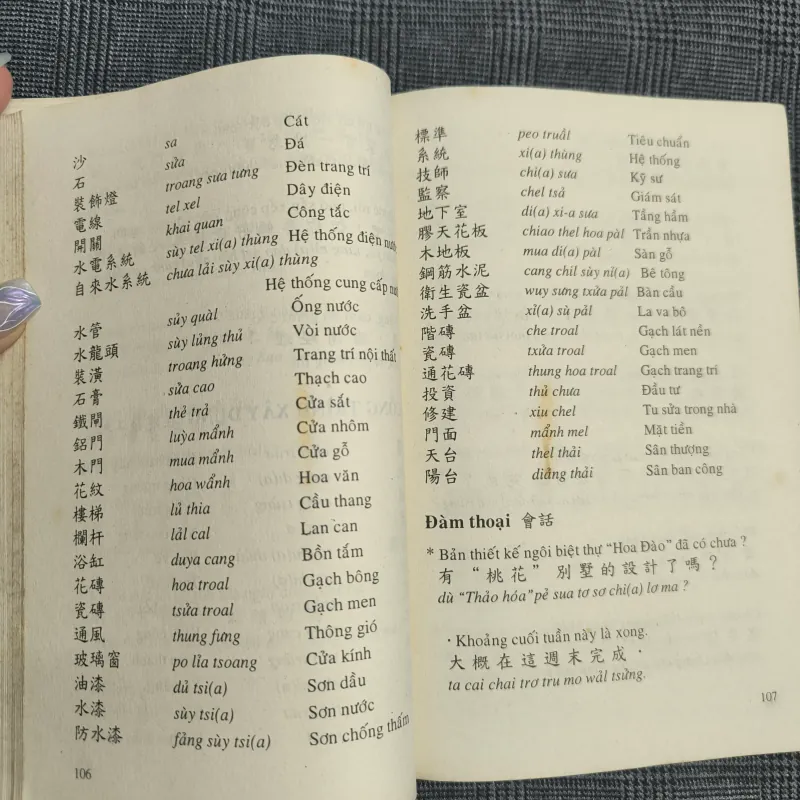 沙 sa Cát
石 sửa Đá
裝飾燈 troang sưa tưng Đèn trang trí
電線 tel xel Dây điện
開關 khai quan Công tắc
水電系統 sùy tel xi(a) thùng Hệ thống điện nước
自來水系統 chưa lải sùy xi(a) thùng
Hệ thống cung cấp
水管 sủy quàl Ống nước
水龍頭 sùy lủng thủ Vòi nước
裝潢 troang hửng Trang trí nội thất
石膏 sửa cao Thạch cao
鐵閘 thẻ trả Cửa sắt
鋁門 luỳa mẩnh Cửa nhôm
木門 mua mẩnh Cửa gỗ
花紋 hoa wẩnh Hoa văn
樓梯 lủ thia Cầu thang
欄杆 lảl cal Lan can
浴缸 duya cang Bồn tắm
花磚 hoa troal Gạch bông
瓷磚 tsửa troal Gạch men
通風 thung fưng Thông gió
玻璃窗 po lỉa tsoang Cửa kính
油漆 dủ tsi(a) Sơn dầu
水漆 sùy tsi(a) Sơn nước
防水漆 fảng sùy tsi(a) Sơn chống thấm
106
標準 peo truẩl Tiêu chuẩn
系統 xi(a) thùng Hệ thống
技師 chi(a) sưa Kỹ sư
監察 chel tsả Giám sát
地下室 di(a) xi-a sưa Tầng hầm
膠天花板 chiao thel hoa pàl Trần nhựa
木地板 mua di(a) pàl Sàn gỗ
鋼筋水泥 cang chil sùy nỉ(a) Bê tông
衛生瓷盆 wuy sưng txửa pảl Bàn cầu
洗手盆 xỉ(a) sù pảl La va bô
階磚 che troal Gạch lát nền
瓷磚 txửa troal Gạch men
通花磚 thung hoa troal Gạch trang trí
投資 thủ chưa Đầu tư
修建 xiu chel Tu sửa trong nhà
門面 mẩnh mel Mặt tiền
天台 thel thải Sân thượng
陽台 diảng thải Sân ban công
Đàm thoại 會話
* Bản thiết kế ngôi biệt thự “Hoa Đào” đã có chưa ?
有 “桃花” 別墅的設計了嗎？
dù “Thảo hóa” pẻ sua tơ sơ chi(a) lơ ma ?
· Khoảng cuối tuần này là xong.
大概在這週末完成．
ta cai chai trơ tru mo wảl tsửng.
107